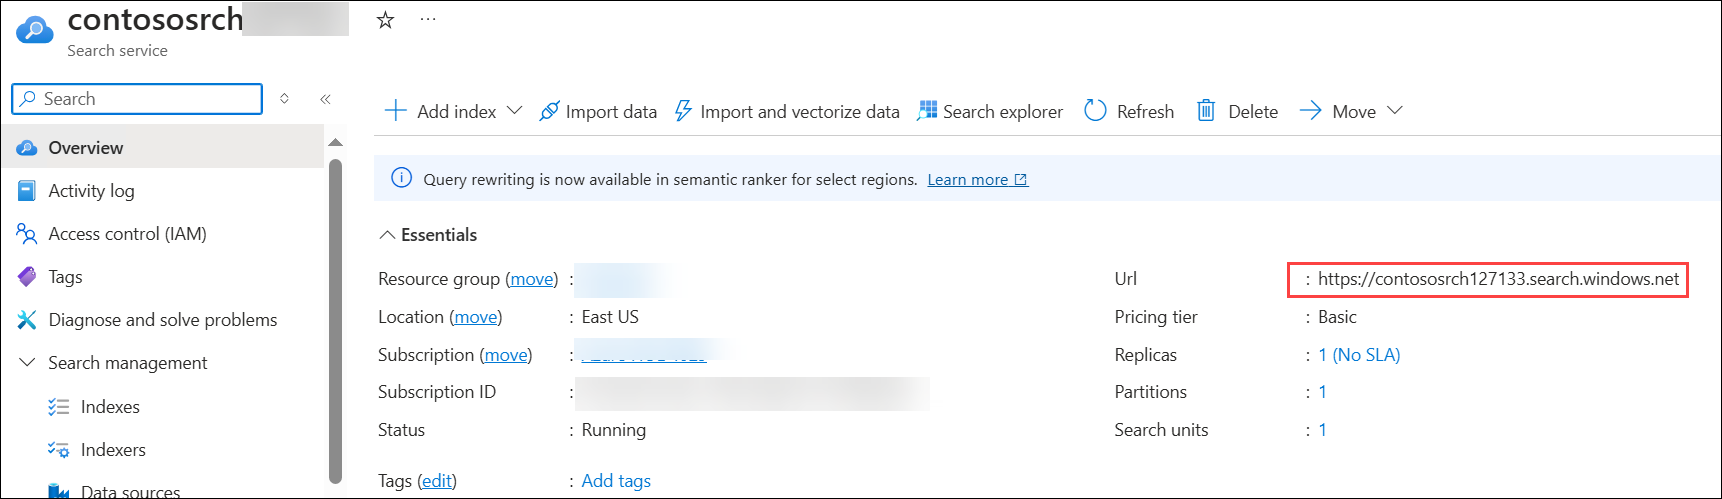 contososrch
Search service
...
Search
Add index
Import data
Import and vectorize data
Search explorer
Refresh
Delete
Move
Overview
Activity log
Access control (IAM)
Tags
Diagnose and solve problems
Search management
Indexes
Indexers
Data sources
Query rewriting is now available in semantic ranker for select regions. Learn more
Essentials
Resource group (move) :
Location (move) : East US
Subscription (move) :
Subscription ID :
Status : Running
Tags (edit) : Add tags
Url : https://contososrch127133.search.windows.net
Pricing tier : Basic
Replicas : 1 (No SLA)
Partitions : 1
Search units : 1